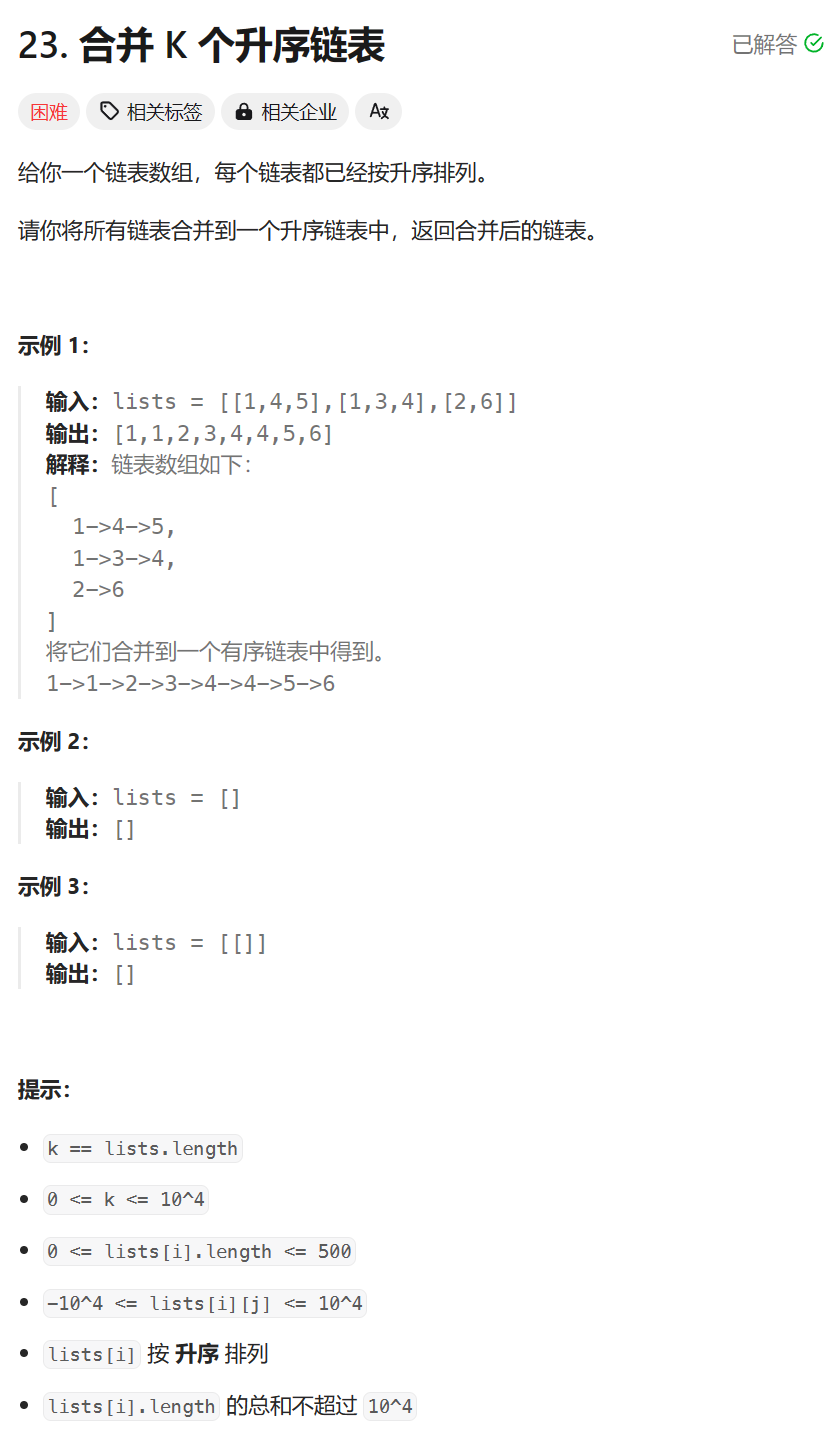 23. 合并 K 个升序链表
已解答
困难 相关标签 相关企业
给你一个链表数组，每个链表都已经按升序排列。
请你将所有链表合并到一个升序链表中，返回合并后的链表。
示例 1：
输入：lists = [[1,4,5],[1,3,4],[2,6]]
输出：[1,1,2,3,4,4,5,6]
解释：链表数组如下：
[
  1->4->5,
  1->3->4,
  2->6
]
将它们合并到一个有序链表中得到。
1->1->2->3->4->4->5->6
示例 2：
输入：lists = []
输出：[]
示例 3：
输入：lists = [[]]
输出：[]
提示：
k == lists.length
0 <= k <= 10^4
0 <= lists[i].length <= 500
-10^4 <= lists[i][j] <= 10^4
lists[i] 按 升序 排列
lists[i].length 的总和不超过 10^4